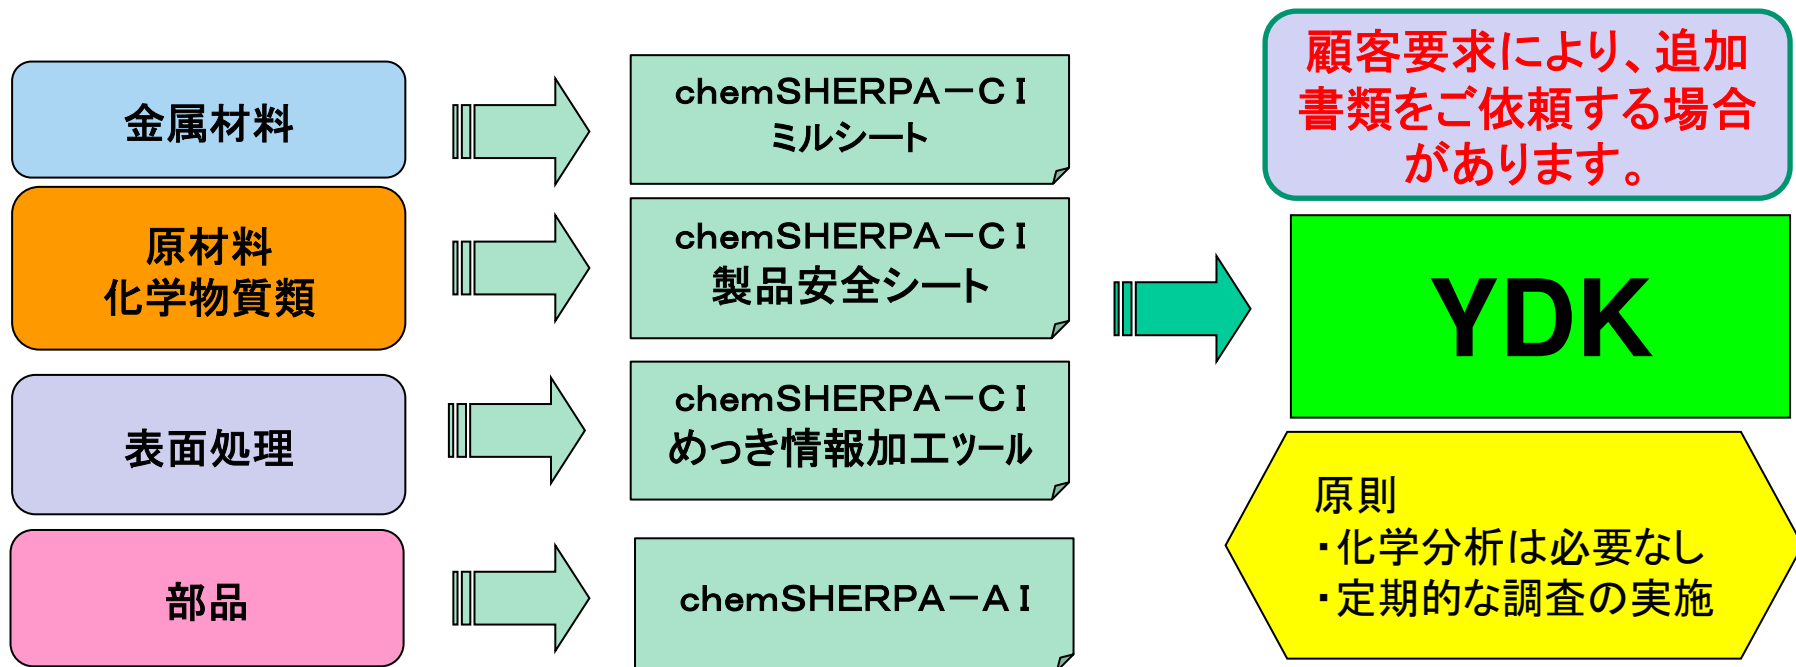 金属材料
chemSHERPA－CI
ミルシート
原材料
化学物質類
chemSHERPA－CI
製品安全シート
表面処理
chemSHERPA－CI
めっき情報加工ﾂｰﾙ
部品
chemSHERPA－AI
顧客要求により、追加
書類をご依頼する場合
があります。
YDK
原則
・化学分析は必要なし
・定期的な調査の実施